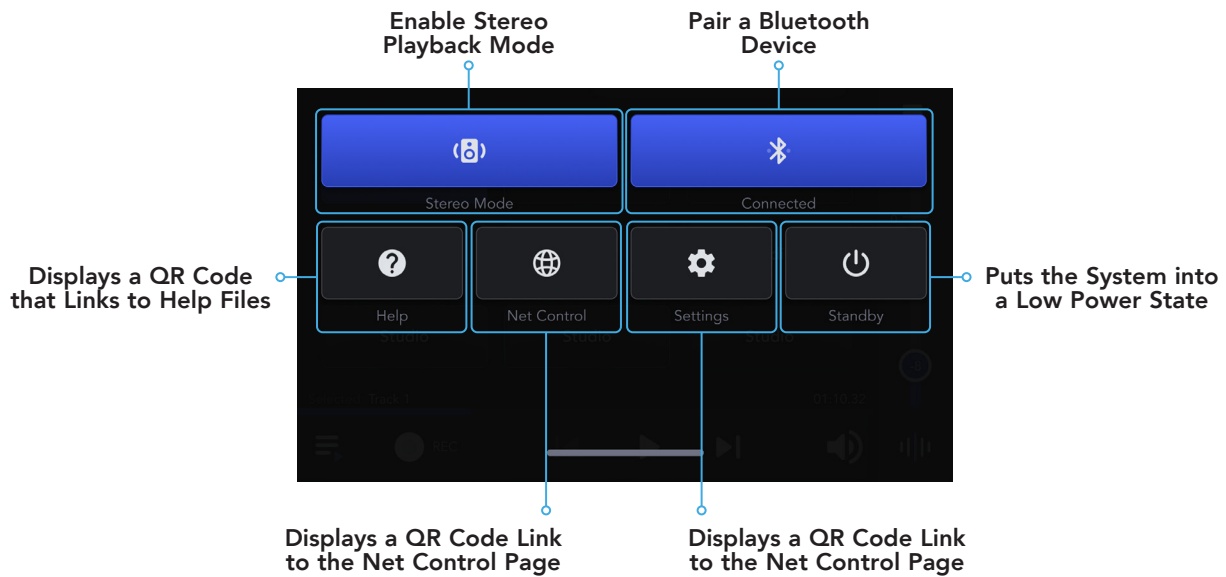 Enable Stereo
Playback Mode
Pair a Bluetooth
Device
Stereo Mode
Connected
Displays a QR Code
that Links to Help Files
Help
Net Control
Settings
Standby
Puts the System into
a Low Power State
Studio
Studio
Studio
Track 1
01:10:32
REC
Displays a QR Code Link
to the Net Control Page
Displays a QR Code Link
to the Net Control Page